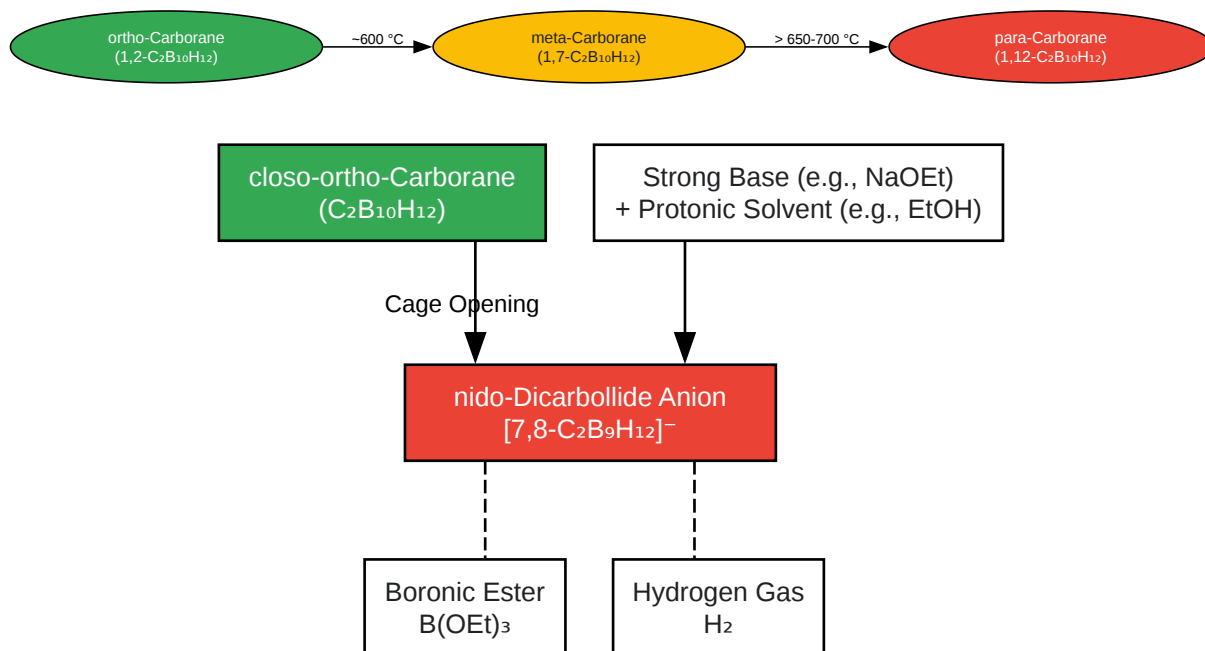 ortho-Carborane
(1,2-C₂B₁₀H₁₂)
~600 °C
meta-Carborane
(1,7-C₂B₁₀H₁₂)
> 650-700 °C
para-Carborane
(1,12-C₂B₁₀H₁₂)
closo-ortho-Carborane
(C₂B₁₀H₁₂)
Strong Base (e.g., NaOEt)
+ Protonic Solvent (e.g., EtOH)
Cage Opening
nido-Dicarbollide Anion
[7,8-C₂B₉H₁₂]⁻
Boronic Ester
B(OEt)₃
Hydrogen Gas
H₂